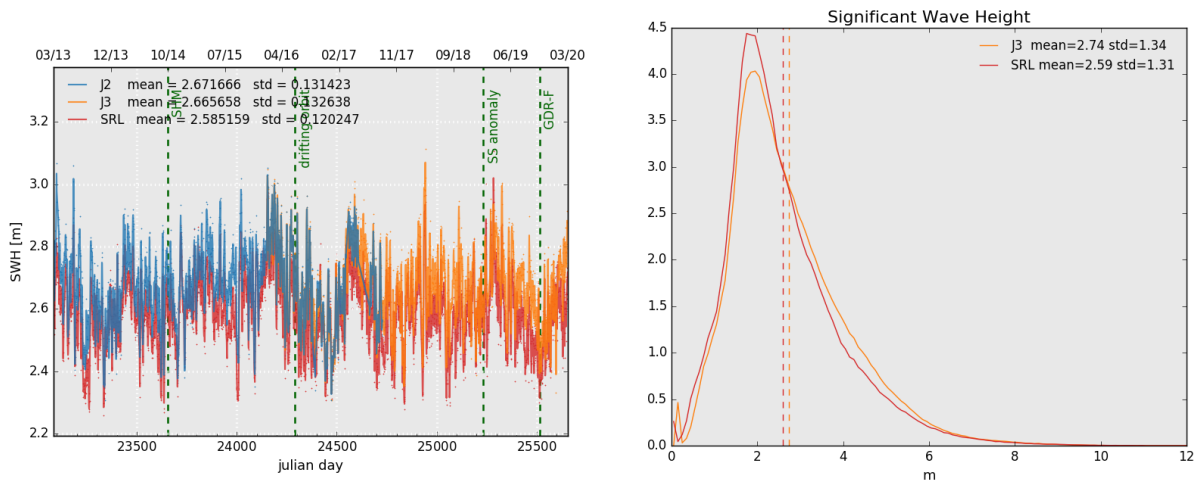 03/13 12/13 10/14 07/15 04/16 02/17 11/17 09/18 06/19 03/20
J2 mean = 2.671666 std = 0.131423
J3 mean = 2.665658 std = 0.132638
SRL mean = 2.585159 std = 0.120247
SHM
drifting orbit
SS anomaly
GDR-F
SWH [m]
3.2
3.0
2.8
2.6
2.4
2.2
23500 24000 24500 25000 25500
julian day
Significant Wave Height
J3 mean=2.74 std=1.34
SRL mean=2.59 std=1.31
4.5
4.0
3.5
3.0
2.5
2.0
1.5
1.0
0.5
0.0
0 2 4 6 8 10 12
m